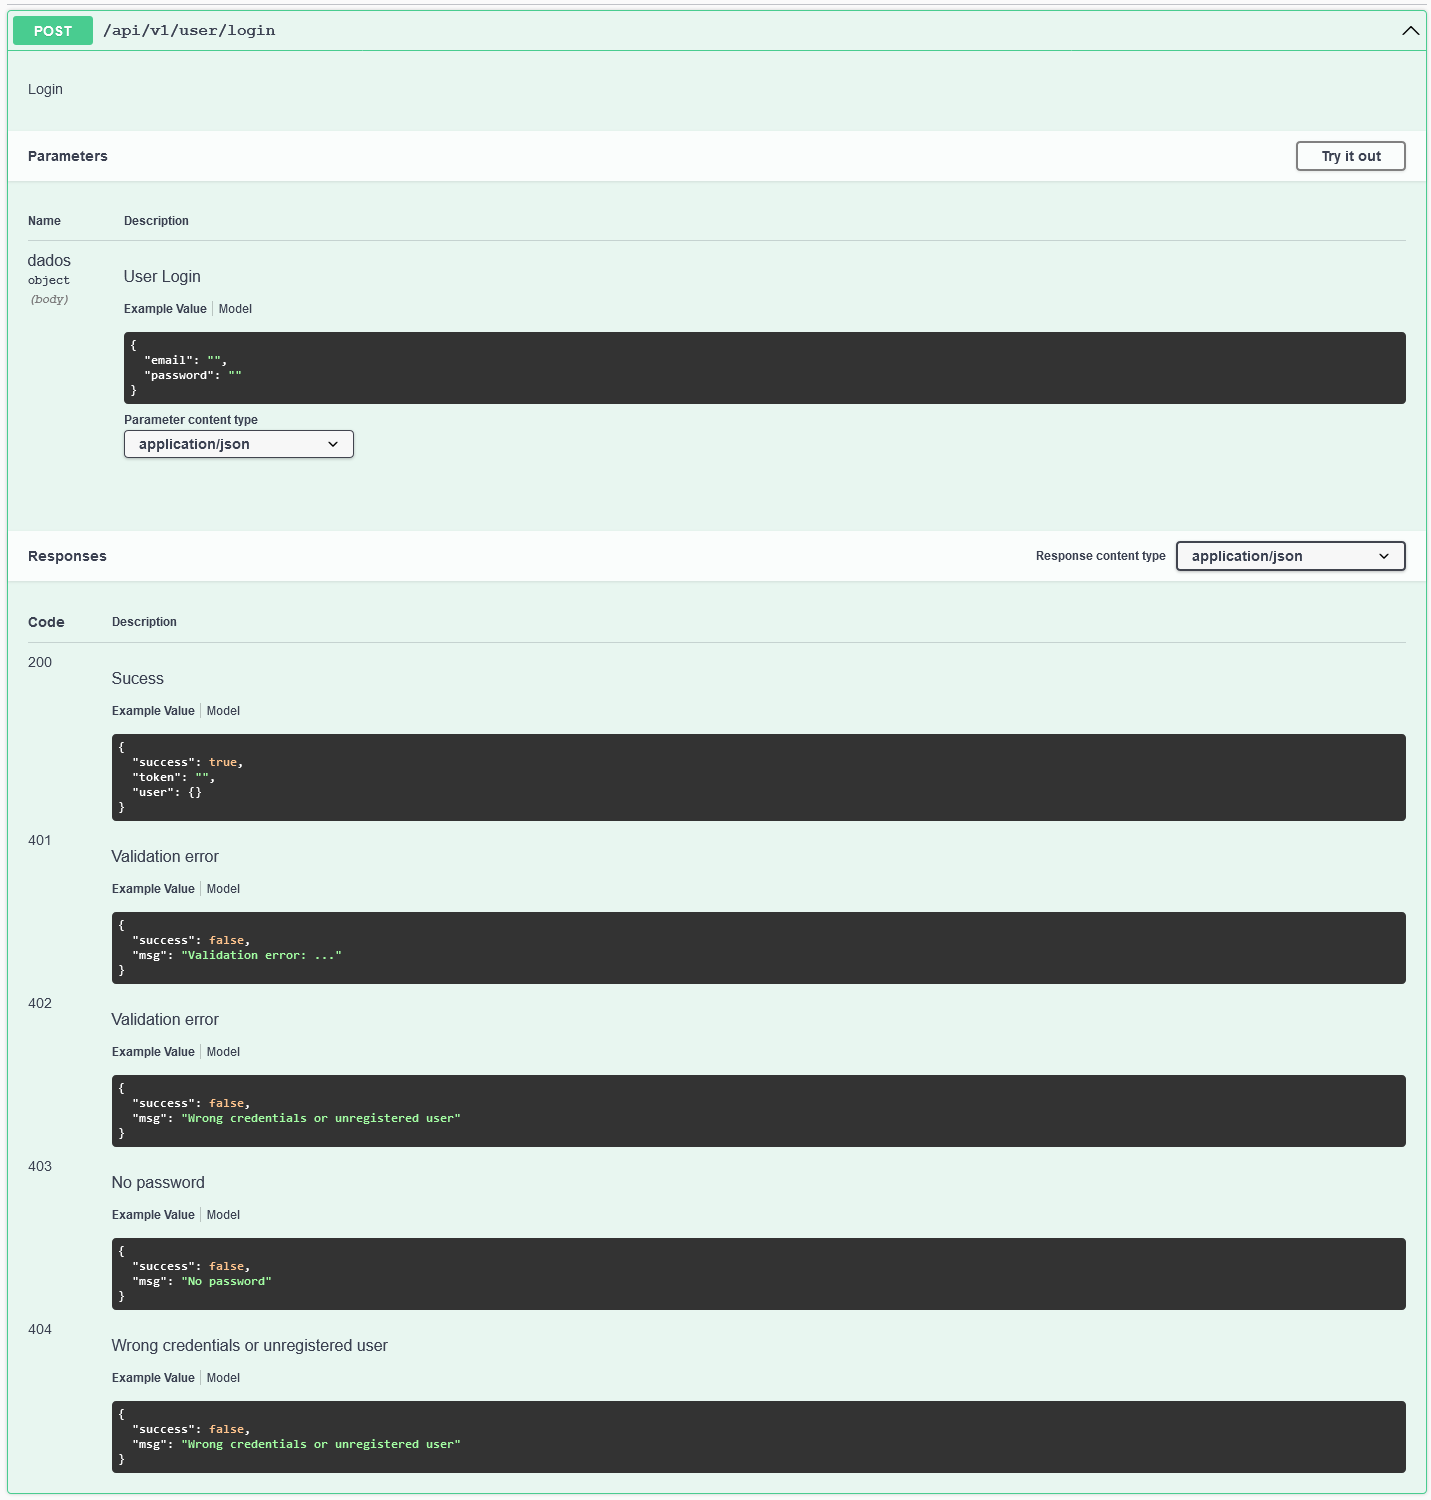 POST /api/v1/user/login
Login
Parameters Try it out
Name Description
dados
object
(body)
User Login
Example Value Model
{
  "email": "",
  "password": ""
}
Parameter content type
application/json
Responses Response content type application/json
Code Description
200
Sucess
Example Value Model
{
  "success": true,
  "token": "",
  "user": {}
}
401
Validation error
Example Value Model
{
  "success": false,
  "msg": "Validation error: ..."
}
402
Validation error
Example Value Model
{
  "success": false,
  "msg": "Wrong credentials or unregistered user"
}
403
No password
Example Value Model
{
  "success": false,
  "msg": "No password"
}
404
Wrong credentials or unregistered user
Example Value Model
{
  "success": false,
  "msg": "Wrong credentials or unregistered user"
}